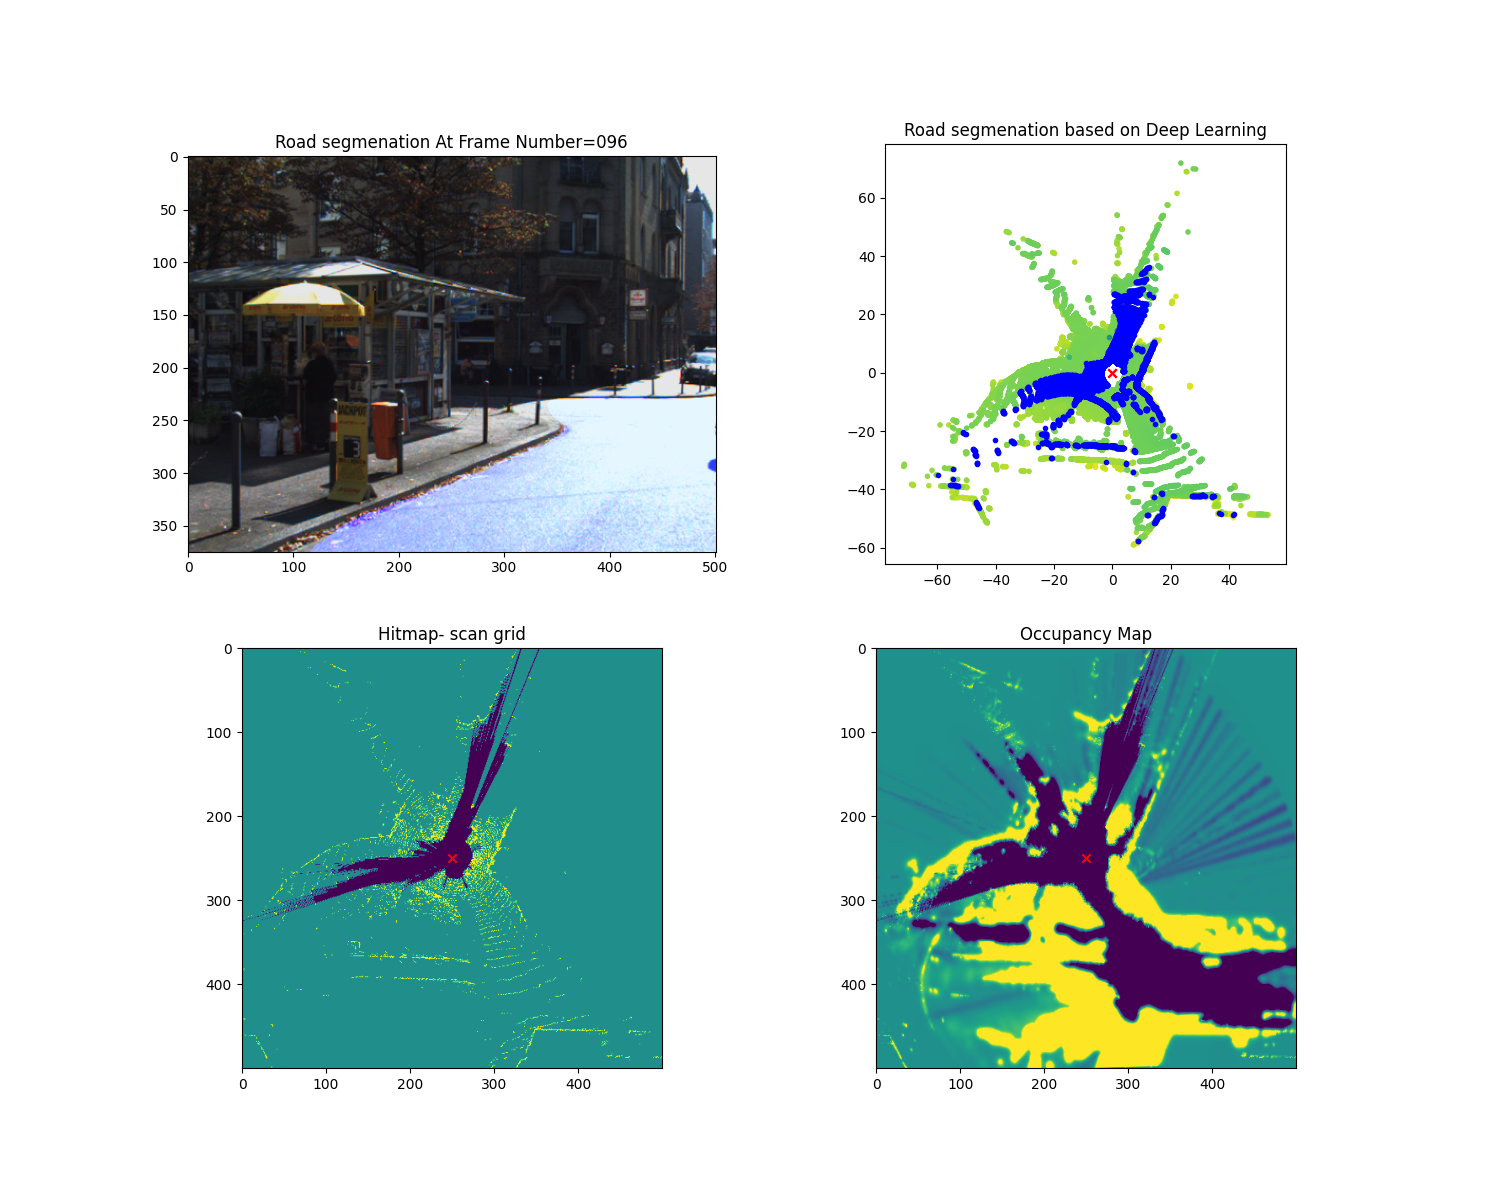 Road segmenation At Frame Number=096
0
50
100
150
200
250
300
350
0 100 200 300 400 500
JACKPOT
Road segmenation based on Deep Learning
60
40
20
0
−20
−40
−60
−60 −40 −20 0 20 40
Hitmap- scan grid
0
100
200
300
400
0 100 200 300 400
Occupancy Map
0
100
200
300
400
0 100 200 300 400